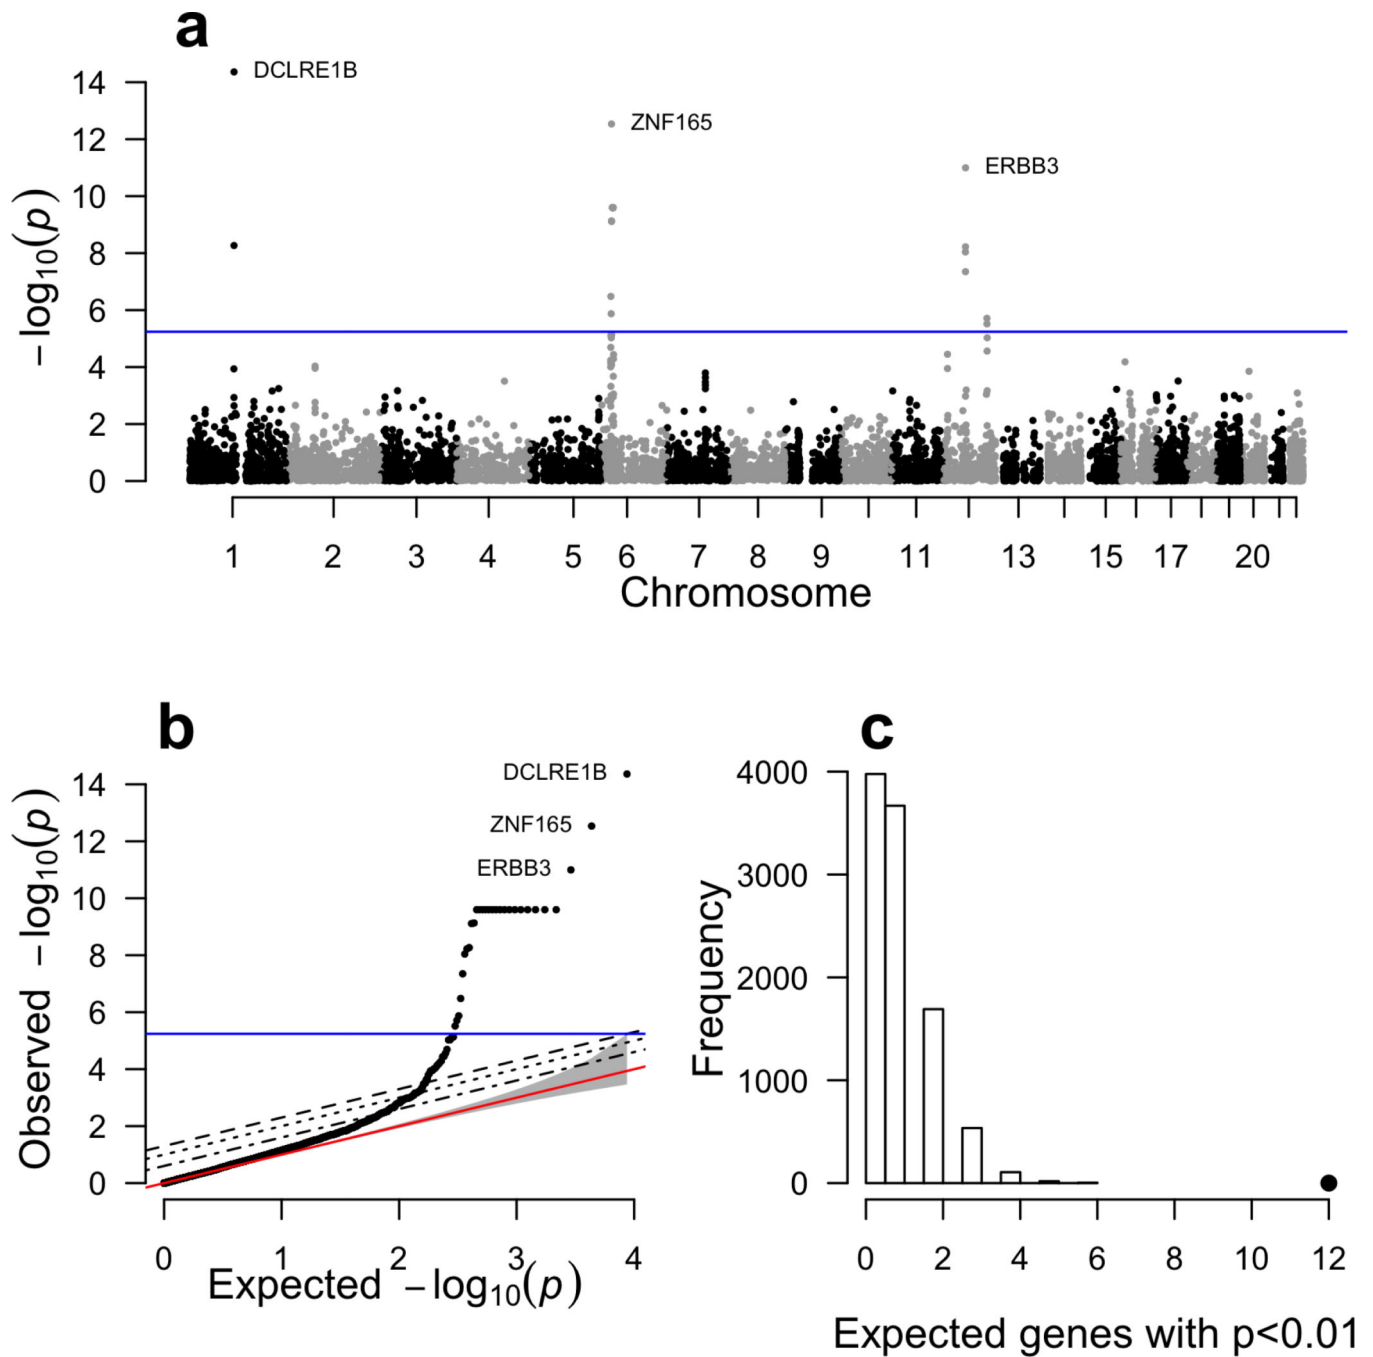 a
14
12
10
8
6
4
2
0
−log10(p)
DCLRE1B
ZNF165
ERBB3
1 2 3 4 5 6 7 8 9 11 13 15 17 20
Chromosome
b
14
12
10
8
6
4
2
0
Observed −log10(p)
DCLRE1B
ZNF165
ERBB3
0 1 2 3 4
Expected −log10(p)
c
4000
3000
2000
1000
0
Frequency
0 2 4 6 8 10 12
Expected genes with p<0.01